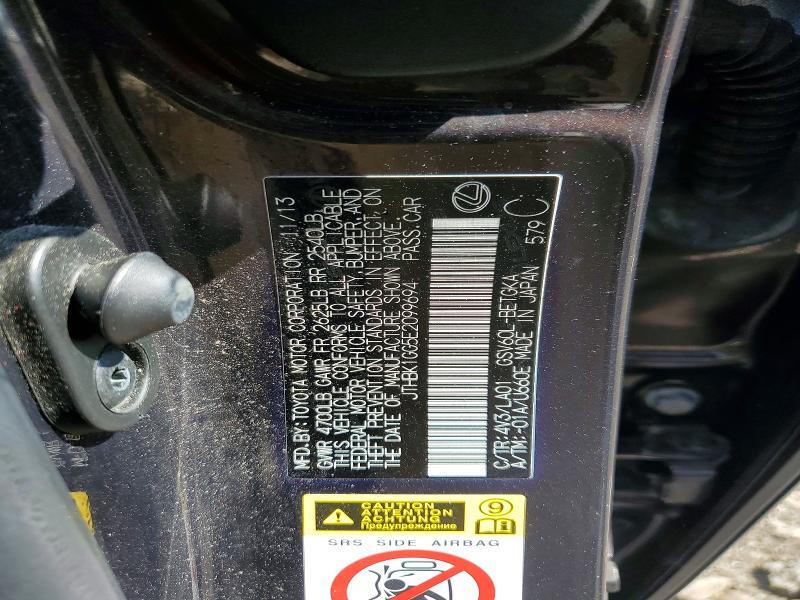 MFD. BY: TOYOTA MOTOR CORPORATION 11/13
GVWR 4700LB GAWR FR 2625LB RR 2540LB
THIS VEHICLE CONFORMS TO ALL APPLICABLE
FEDERAL MOTOR VEHICLE SAFETY, BUMPER, AND
THEFT PREVENTION STANDARDS IN EFFECT ON
THE DATE OF MANUFACTURE SHOWN ABOVE.
JTHBK1GG5E2099694 PASS.CAR
C/TR:4V3/LA01 GSV60L-BETGKA
A/TM:-01A/U660E MADE IN JAPAN 579 C
CAUTION
ATTENTION
ACHTUNG
Предупреждение
9
SRS SIDE AIRBAG